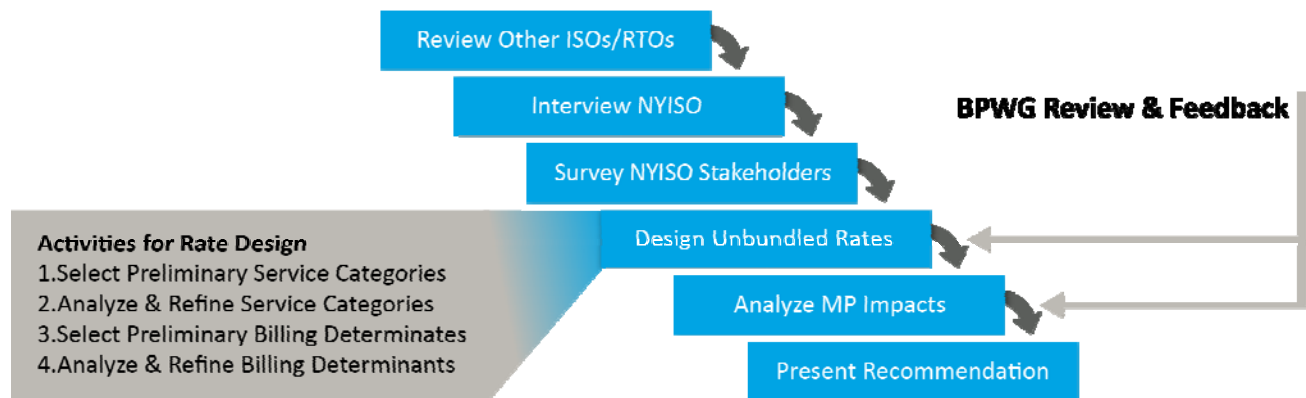 Review Other ISOs/RTOs
Interview NYISO
BPWG Review & Feedback
Survey NYISO Stakeholders
Design Unbundled Rates
Activities for Rate Design
1.Select Preliminary Service Categories
2.Analyze & Refine Service Categories
3.Select Preliminary Billing Determinates
4.Analyze & Refine Billing Determinants
Analyze MP Impacts
Present Recommendation